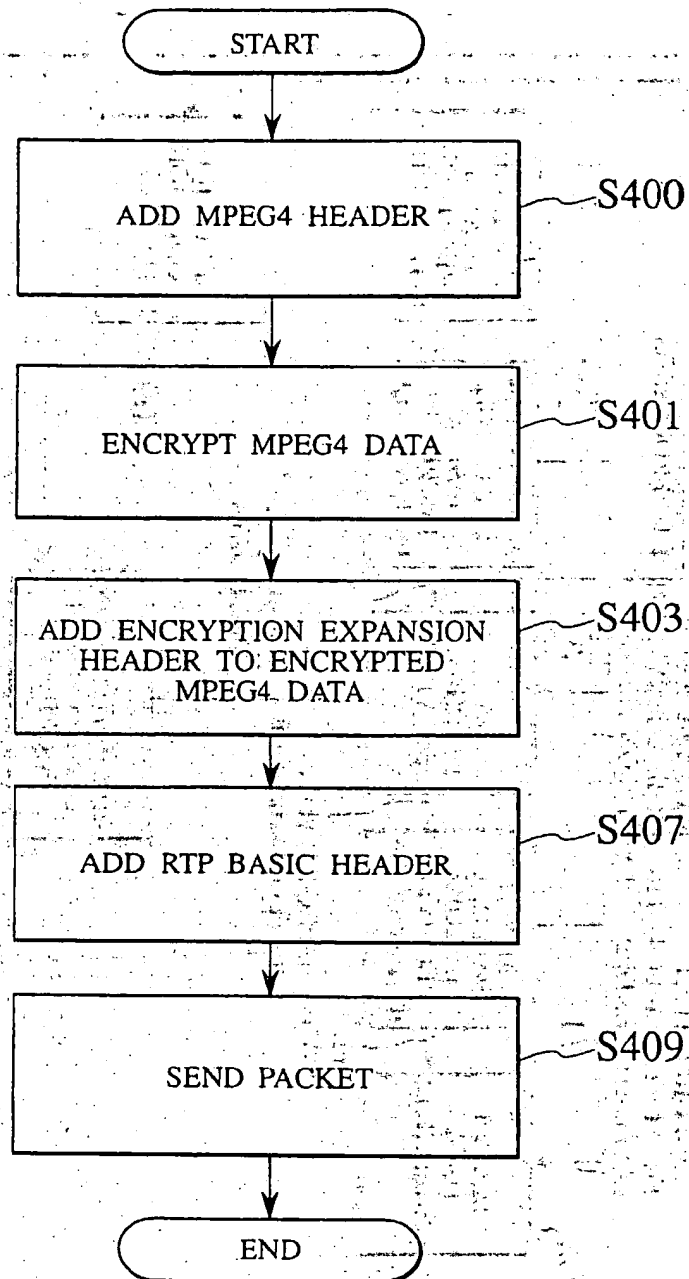 START
ADD MPEG4 HEADER
S400
ENCRYPT MPEG4 DATA
S401
ADD ENCRYPTION EXPANSION
HEADER TO ENCRYPTED
MPEG4 DATA
S403
ADD RTP BASIC HEADER
S407
SEND PACKET
S409
END